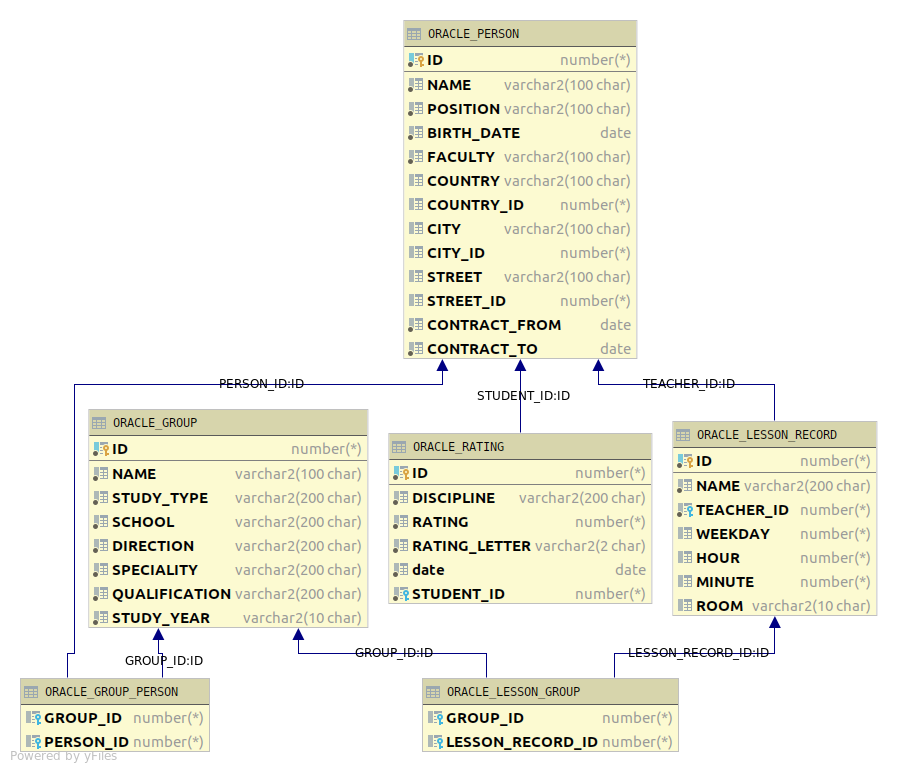 ORACLE_PERSON
ID number(*)
NAME varchar2(100 char)
POSITION varchar2(100 char)
BIRTH_DATE date
FACULTY varchar2(100 char)
COUNTRY varchar2(100 char)
COUNTRY_ID number(*)
CITY varchar2(100 char)
CITY_ID number(*)
STREET varchar2(100 char)
STREET_ID number(*)
CONTRACT_FROM date
CONTRACT_TO date
PERSON_ID:ID
STUDENT_ID:ID
TEACHER_ID:ID
ORACLE_GROUP
ID number(*)
NAME varchar2(100 char)
STUDY_TYPE varchar2(200 char)
SCHOOL varchar2(200 char)
DIRECTION varchar2(200 char)
SPECIALITY varchar2(200 char)
QUALIFICATION varchar2(200 char)
STUDY_YEAR varchar2(10 char)
ORACLE_RATING
ID number(*)
DISCIPLINE varchar2(200 char)
RATING number(*)
RATING_LETTER varchar2(2 char)
date date
STUDENT_ID number(*)
ORACLE_LESSON_RECORD
ID number(*)
NAME varchar2(200 char)
TEACHER_ID number(*)
WEEKDAY number(*)
HOUR number(*)
MINUTE number(*)
ROOM varchar2(10 char)
GROUP_ID:ID
GROUP_ID:ID
LESSON_RECORD_ID:ID
ORACLE_GROUP_PERSON
GROUP_ID number(*)
PERSON_ID number(*)
ORACLE_LESSON_GROUP
GROUP_ID number(*)
LESSON_RECORD_ID number(*)
Powered by yFiles